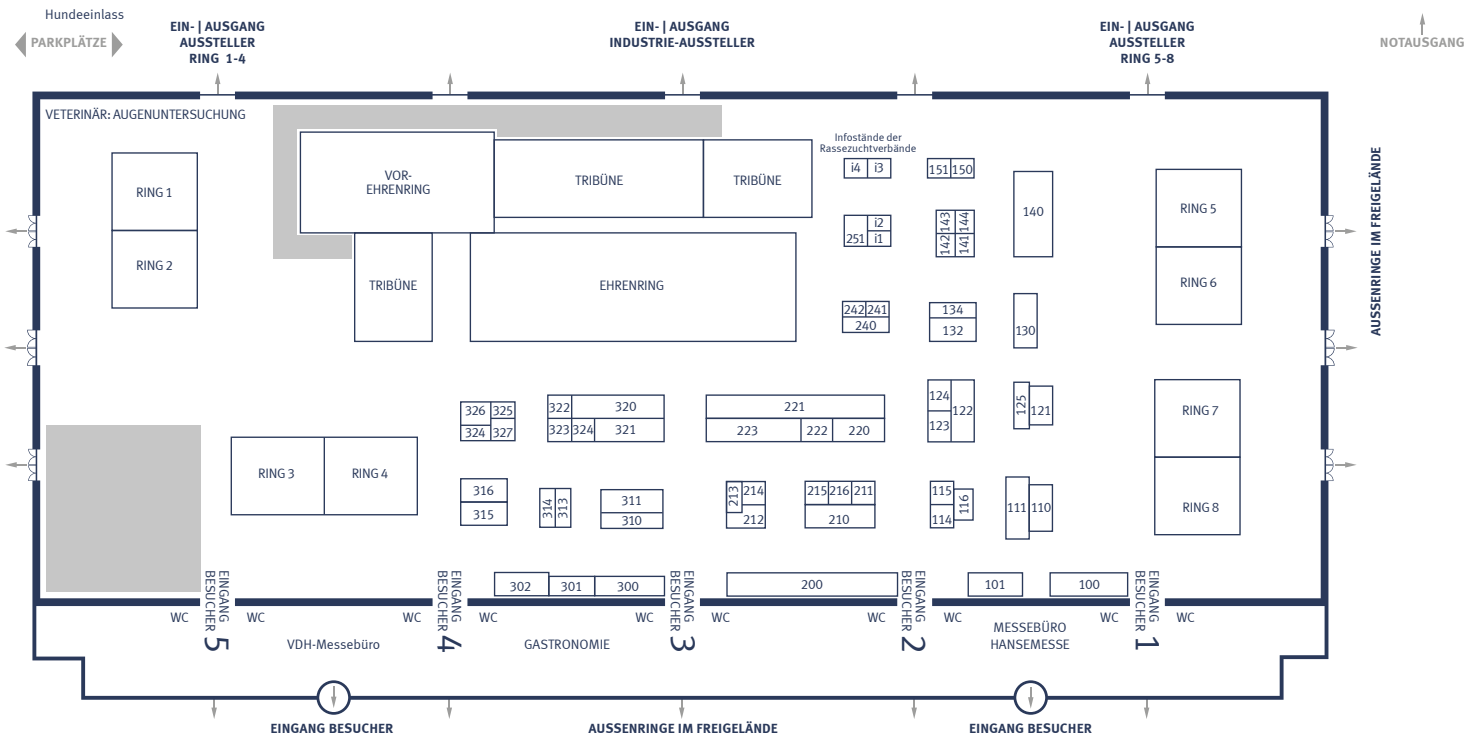 Hundeeinlass
PARKPLÄTZE
EIN- | AUSGANG
AUSSTELLER
RING 1-4
EIN- | AUSGANG
INDUSTRIE-AUSSTELLER
EIN- | AUSGANG
AUSSTELLER
RING 5-8
NOTAUSGANG
VETERINÄR: AUGENUNTERSUCHUNG
RING 1
RING 2
VOR-
EHRENRING
TRIBÜNE
TRIBÜNE
TRIBÜNE
EHRENRING
Infostände der
Rassezuchtverbände
i4 i3
151 150
i2
251 i1
143 144
142 141
140
242 241
240
134
132
130
RING 5
RING 6
AUSSENRINGE IM FREIGELÄNDE
326 325
324 327
322 320
323 324 321
221
223 222 220
124 122
123
125 121
RING 7
RING 8
RING 3
RING 4
316
315
314 313
311
310
213 214
212
215 216 211
210
115
114 116
111 110
302 301 300
200
101
100
EINGANG
BESUCHER 5
EINGANG
BESUCHER 4
EINGANG
BESUCHER 3
EINGANG
BESUCHER 2
EINGANG
BESUCHER 1
WC
WC
WC
WC
WC
WC
WC
WC
WC
WC
VDH-Messebüro
GASTRONOMIE
MESSEBÜRO
HANSEMESSE
EINGANG BESUCHER
AUSSENRINGE IM FREIGELÄNDE
EINGANG BESUCHER